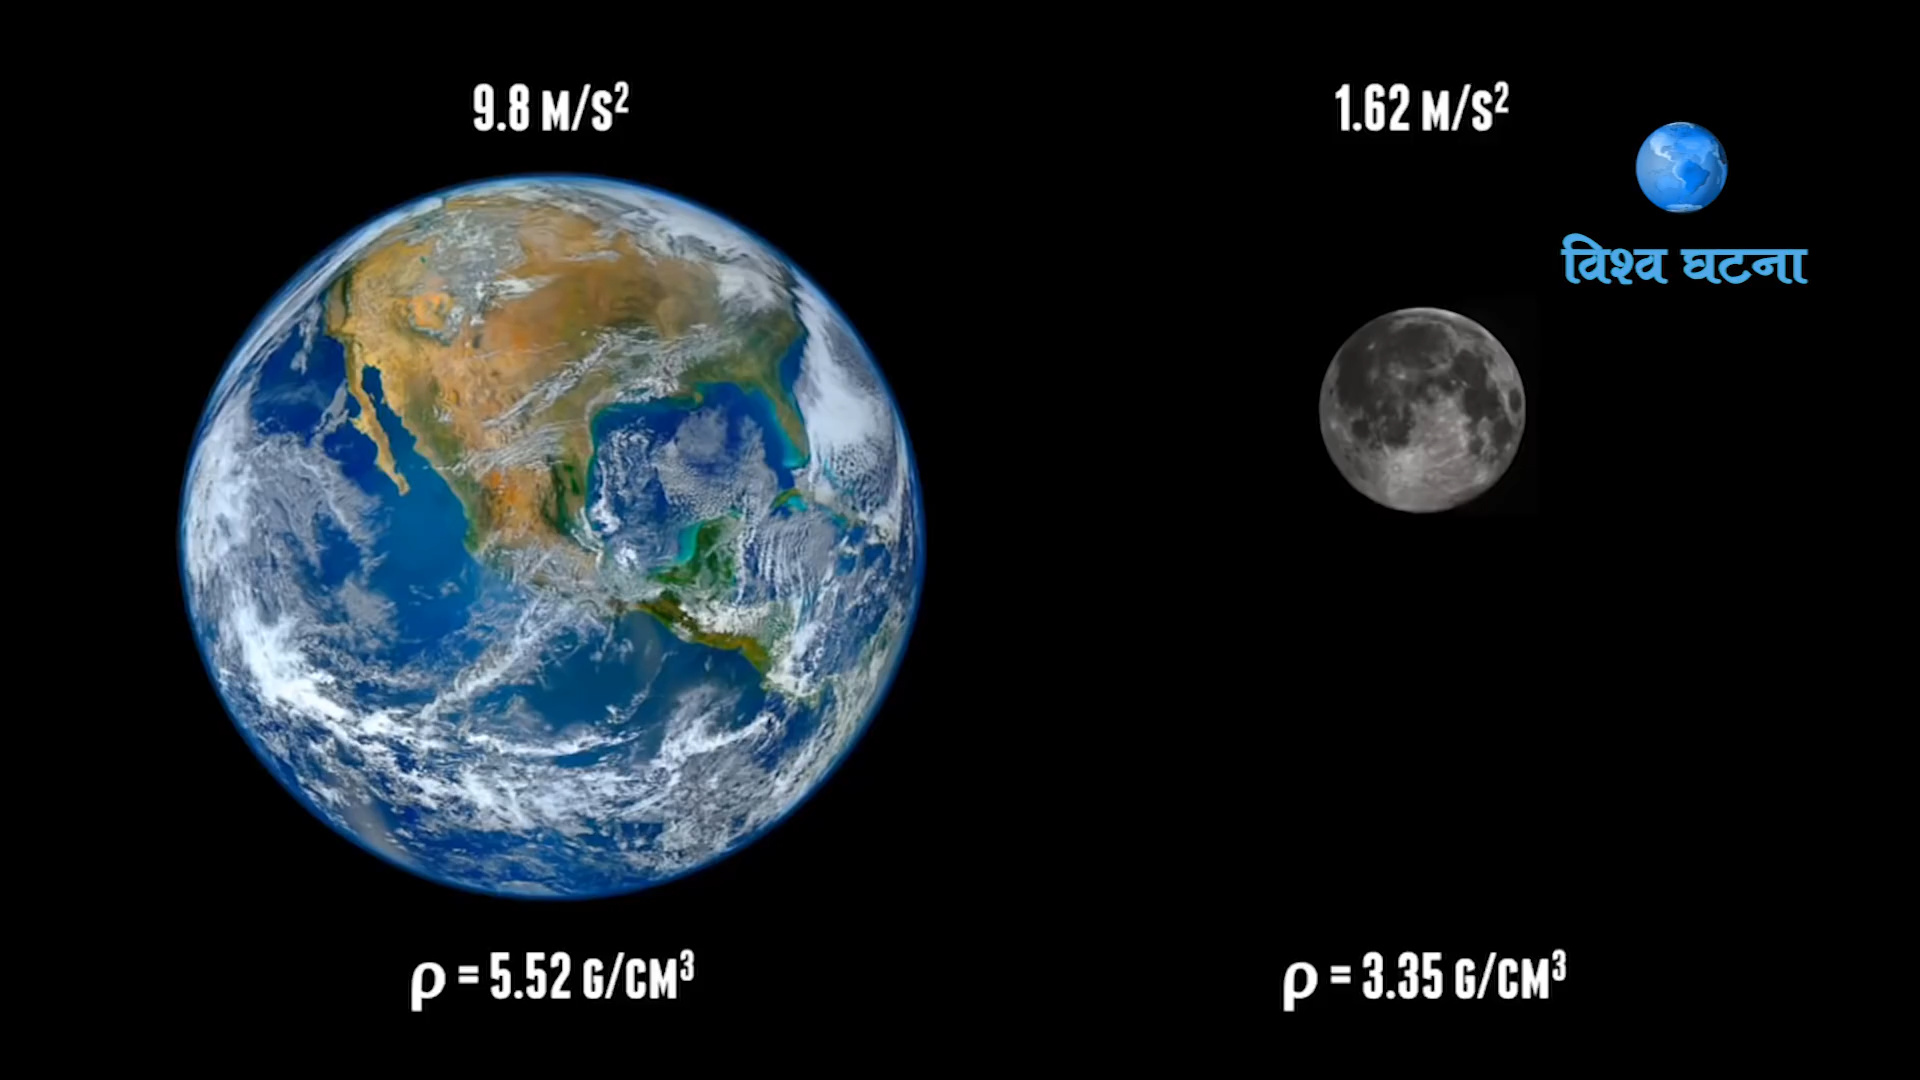 9.8 M/S²
1.62 M/S²
विश्व घटना
ρ = 5.52 G/CM³
ρ = 3.35 G/CM³